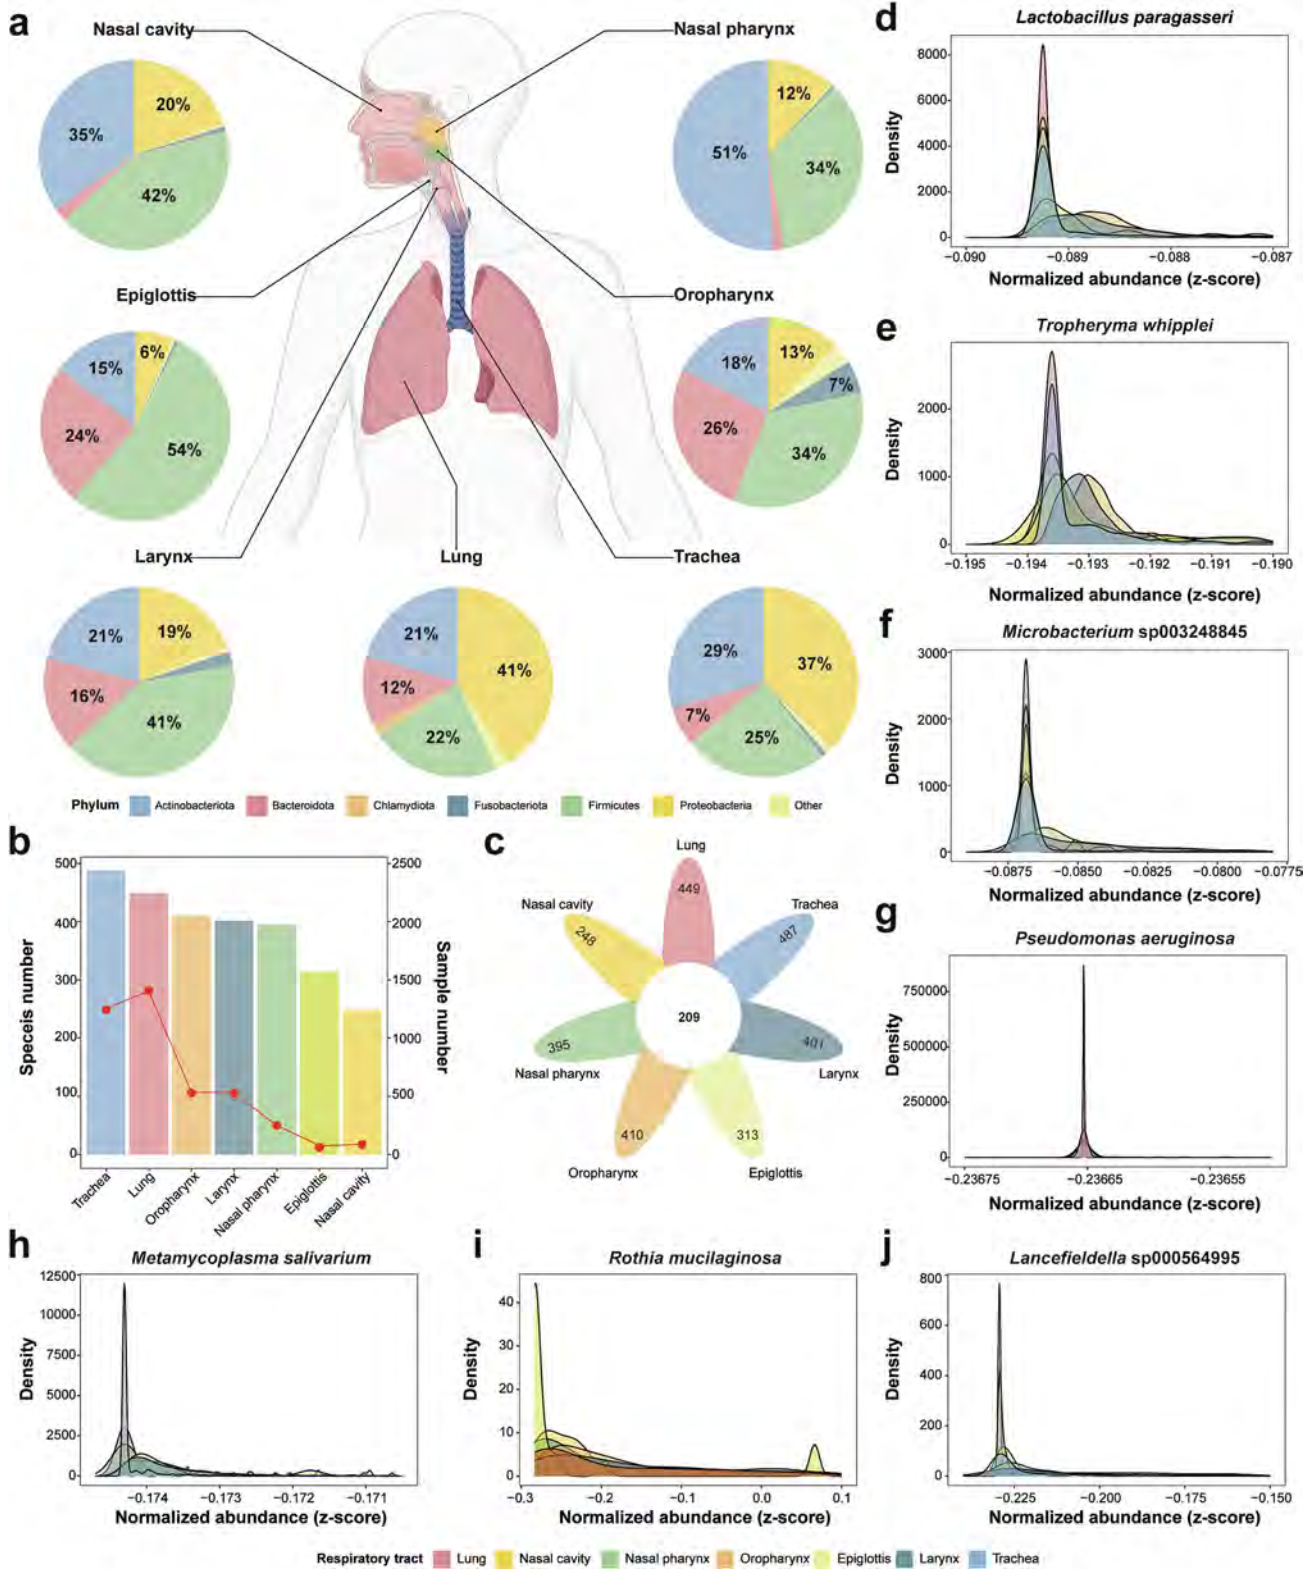 a
Nasal cavity
Nasal pharynx
20%
35%
42%
12%
51%
34%
Epiglottis
Oropharynx
6%
15%
24%
54%
13%
18%
7%
26%
34%
Larynx
Lung
Trachea
21%
19%
16%
41%
21%
41%
12%
22%
29%
37%
7%
25%
Phylum Actinobacteriota Bacteroidota Chlamydiota Fusobacteriota Firmicutes Proteobacteria Other
b
Speceis number
500
400
300
200
100
0
2500
2000
1500
1000
500
0
Sample number
Trachea
Lung
Oropharynx
Larynx
Nasal pharynx
Epiglottis
Nasal cavity
c
Lung
449
Nasal cavity
248
Trachea
487
209
395
Nasal pharynx
401
Larynx
410
Oropharynx
313
Epiglottis
d
Lactobacillus paragasseri
Density
8000
6000
4000
2000
0
−0.090 −0.089 −0.088 −0.087
Normalized abundance (z-score)
e
Tropheryma whipplei
Density
2000
1000
0
−0.195 −0.194 −0.193 −0.192 −0.191 −0.190
Normalized abundance (z-score)
f
Microbacterium sp003248845
Density
3000
2000
1000
0
−0.0875 −0.0850 −0.0825 −0.0800 −0.0775
Normalized abundance (z-score)
g
Pseudomonas aeruginosa
Density
750000
500000
250000
0
−0.23675 −0.23665 −0.23655
Normalized abundance (z-score)
h
Metamycoplasma salivarium
Density
12500
10000
7500
5000
2500
0
−0.174 −0.173 −0.172 −0.171
Normalized abundance (z-score)
i
Rothia mucilaginosa
Density
40
30
20
10
0
−0.3 −0.2 −0.1 0.0 0.1
Normalized abundance (z-score)
j
Lancefieldella sp000564995
Density
800
600
400
200
0
−0.225 −0.200 −0.175 −0.150
Normalized abundance (z-score)
Respiratory tract Lung Nasal cavity Nasal pharynx Oropharynx Epiglottis Larynx Trachea